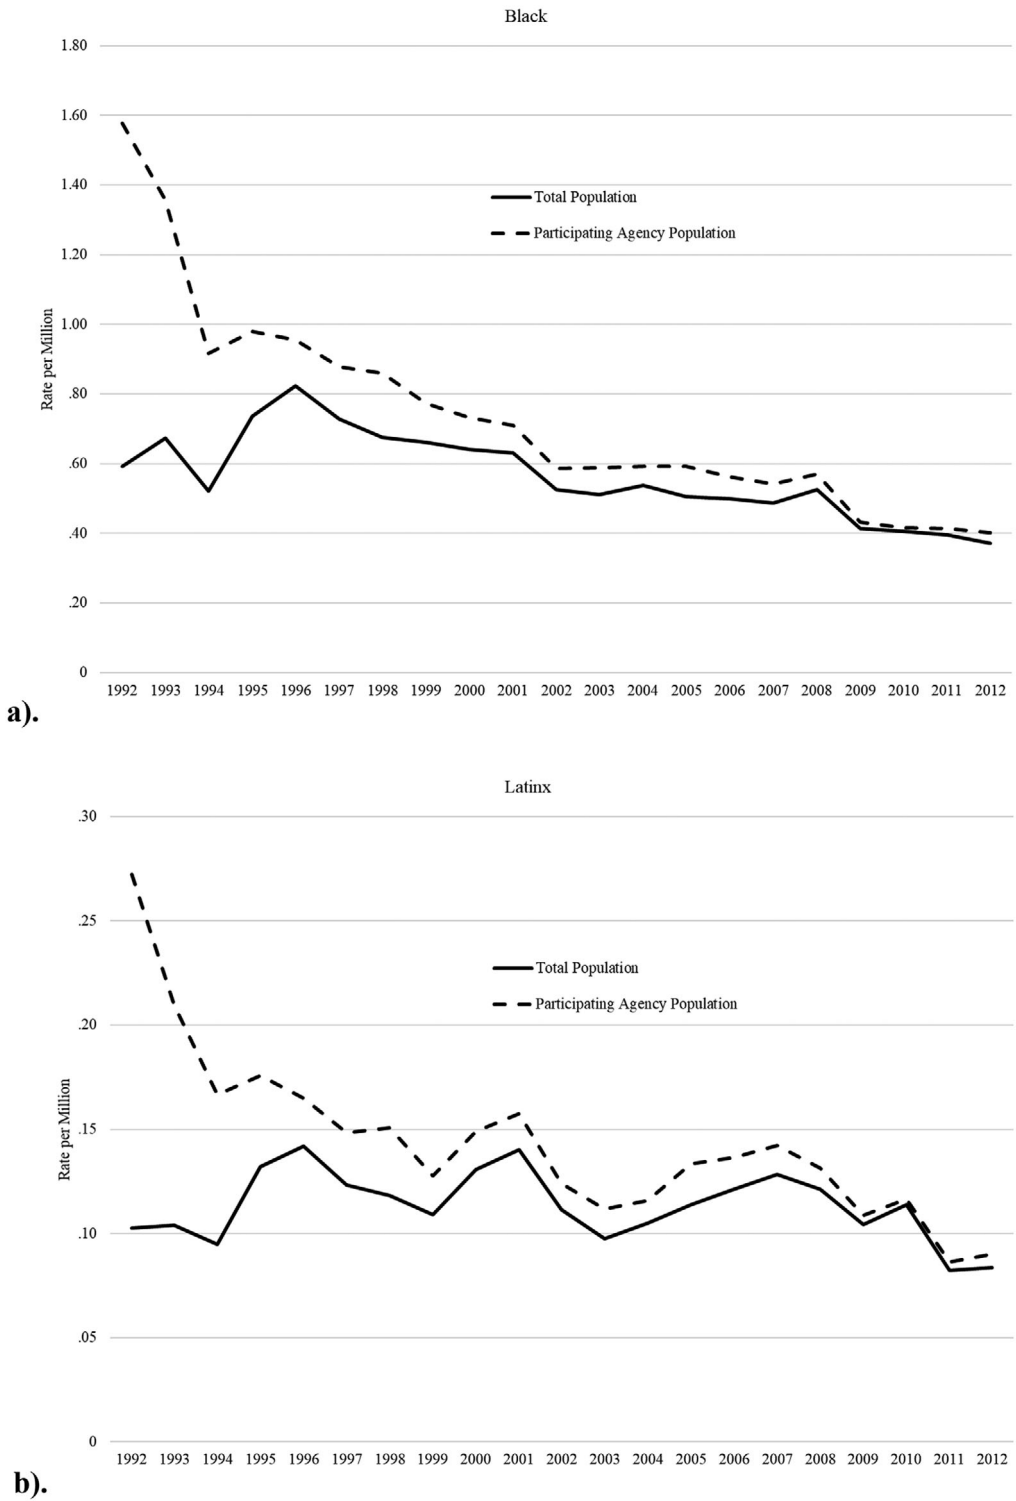 Black
1.80
1.60
1.40
1.20
1.00
.80
.60
.40
.20
0
Rate per Million
Total Population
Participating Agency Population
1992 1993 1994 1995 1996 1997 1998 1999 2000 2001 2002 2003 2004 2005 2006 2007 2008 2009 2010 2011 2012
a).
Latinx
.30
.25
.20
.15
.10
.05
0
Rate per Million
Total Population
Participating Agency Population
1992 1993 1994 1995 1996 1997 1998 1999 2000 2001 2002 2003 2004 2005 2006 2007 2008 2009 2010 2011 2012
b).